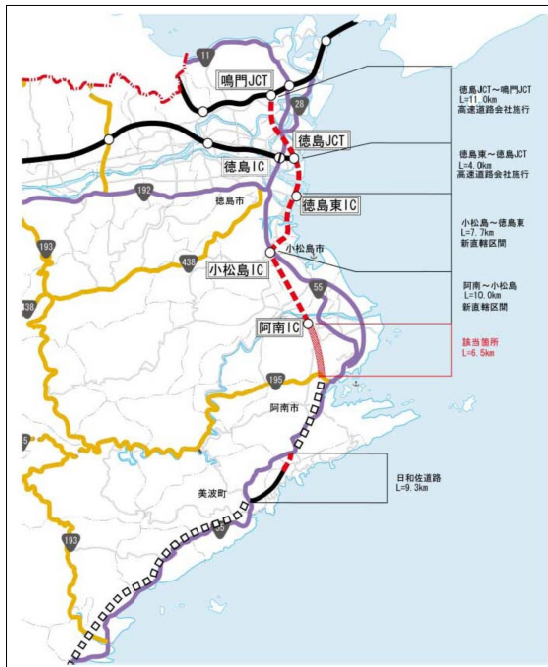 11
鳴門JCT
28
徳島JCT
徳島IC
192
徳島市
徳島東IC
193
438
小松島市
小松島IC
438
55
阿南IC
195
阿南市
美波町
55
193
徳島JCT～鳴門JCT
L=11.0km
高速道路会社施行
徳島東～徳島JCT
L=4.0km
高速道路会社施行
小松島～徳島東
L=7.7km
新直轄区間
阿南～小松島
L=10.0km
新直轄区間
該当箇所
L=6.5km
日和佐道路
L=9.3km